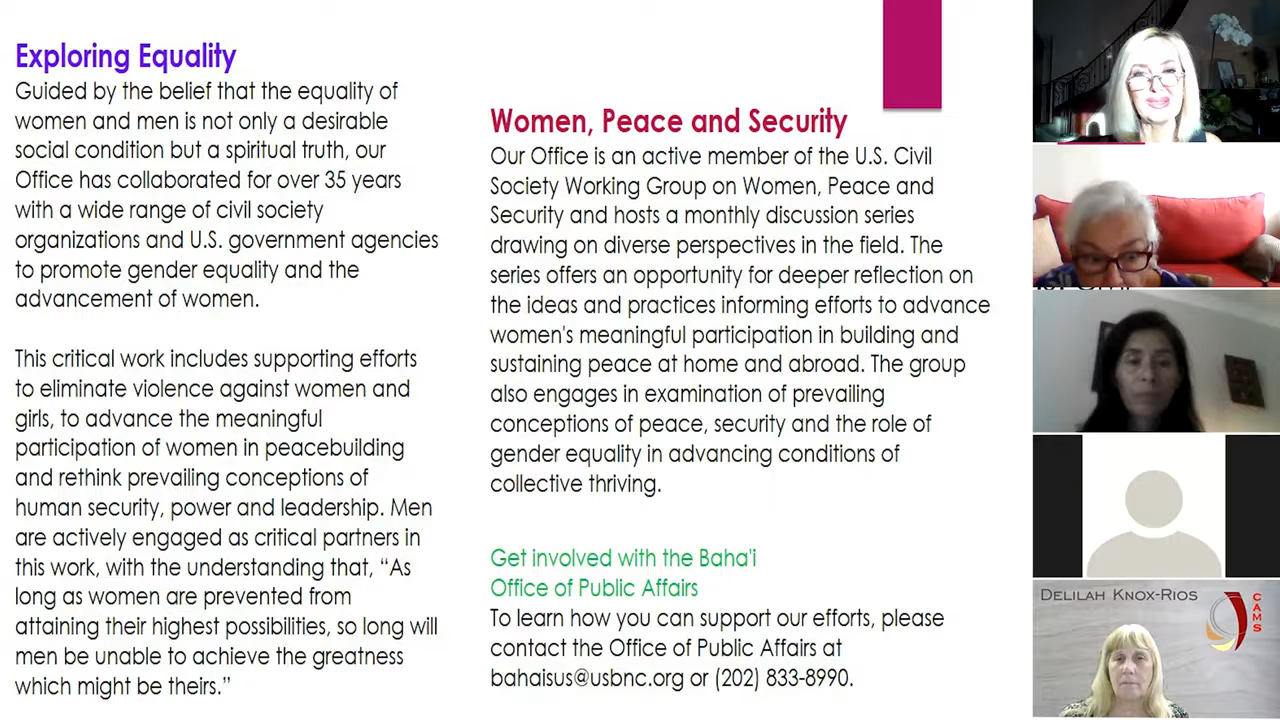 Exploring Equality
Guided by the belief that the equality of
women and men is not only a desirable
social condition but a spiritual truth, our
Office has collaborated for over 35 years
with a wide range of civil society
organizations and U.S. government agencies
to promote gender equality and the
advancement of women.
This critical work includes supporting efforts
to eliminate violence against women and
girls, to advance the meaningful
participation of women in peacebuilding
and rethink prevailing conceptions of
human security, power and leadership. Men
are actively engaged as critical partners in
this work, with the understanding that, “As
long as women are prevented from
attaining their highest possibilities, so long will
men be unable to achieve the greatness
which might be theirs.”
Women, Peace and Security
Our Office is an active member of the U.S. Civil
Society Working Group on Women, Peace and
Security and hosts a monthly discussion series
drawing on diverse perspectives in the field. The
series offers an opportunity for deeper reflection on
the ideas and practices informing efforts to advance
women's meaningful participation in building and
sustaining peace at home and abroad. The group
also engages in examination of prevailing
conceptions of peace, security and the role of
gender equality in advancing conditions of
collective thriving.
Get involved with the Baha'i
Office of Public Affairs
To learn how you can support our efforts, please
contact the Office of Public Affairs at
bahaisus@usbnc.org or (202) 833-8990.
DELILAH KNOX-RIOS
CAMS